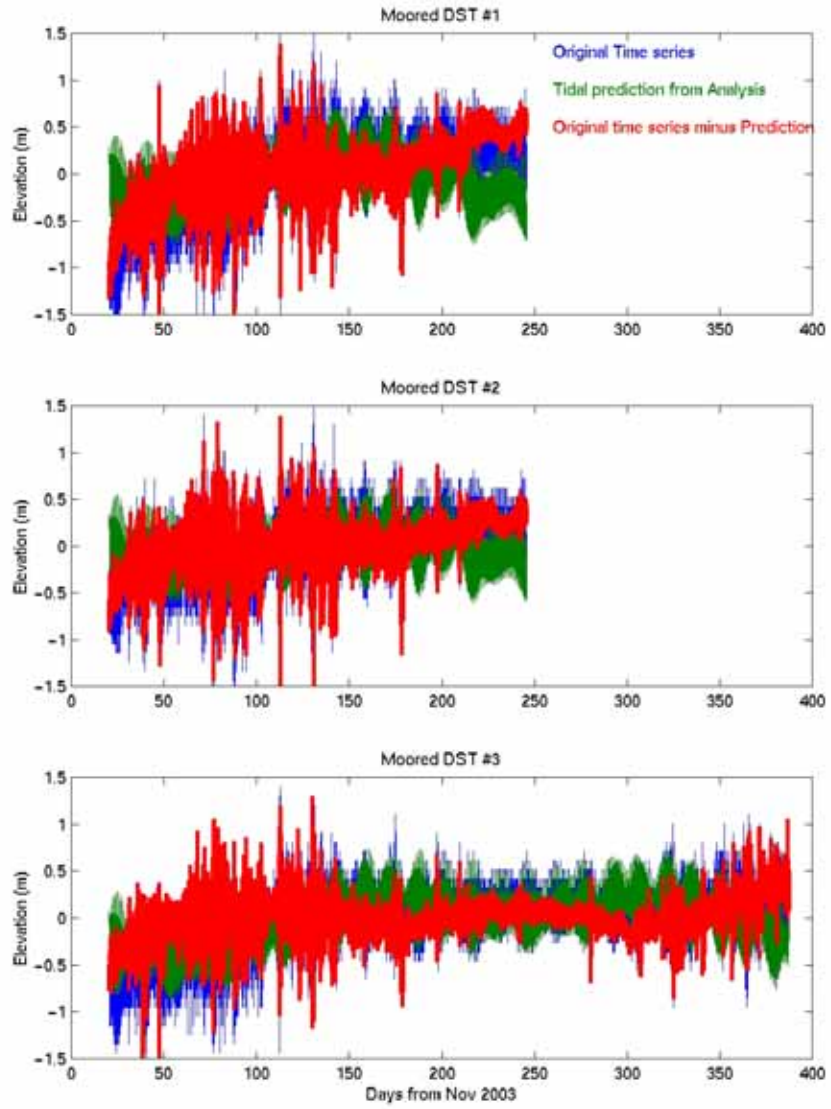 Moored DST #1
Original Time series
Tidal prediction from Analysis
Original time series minus Prediction
Elevation (m)
1.5
1
0.5
0
-0.5
-1
-1.5
0 50 100 150 200 250 300 350 400
Moored DST #2
Elevation (m)
1.5
1
0.5
0
-0.5
-1
-1.5
0 50 100 150 200 250 300 350 400
Moored DST #3
Elevation (m)
1.5
1
0.5
0
-0.5
-1
-1.5
0 50 100 150 200 250 300 350 400
Days from Nov 2003